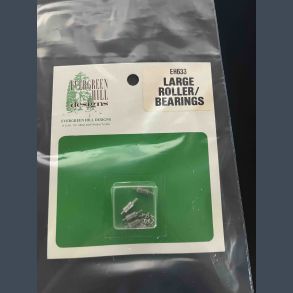 EVERGREEN
HILL
designs
EVERGREEN HILL DESIGNS
EH633
LARGE
ROLLER/
BEARINGS